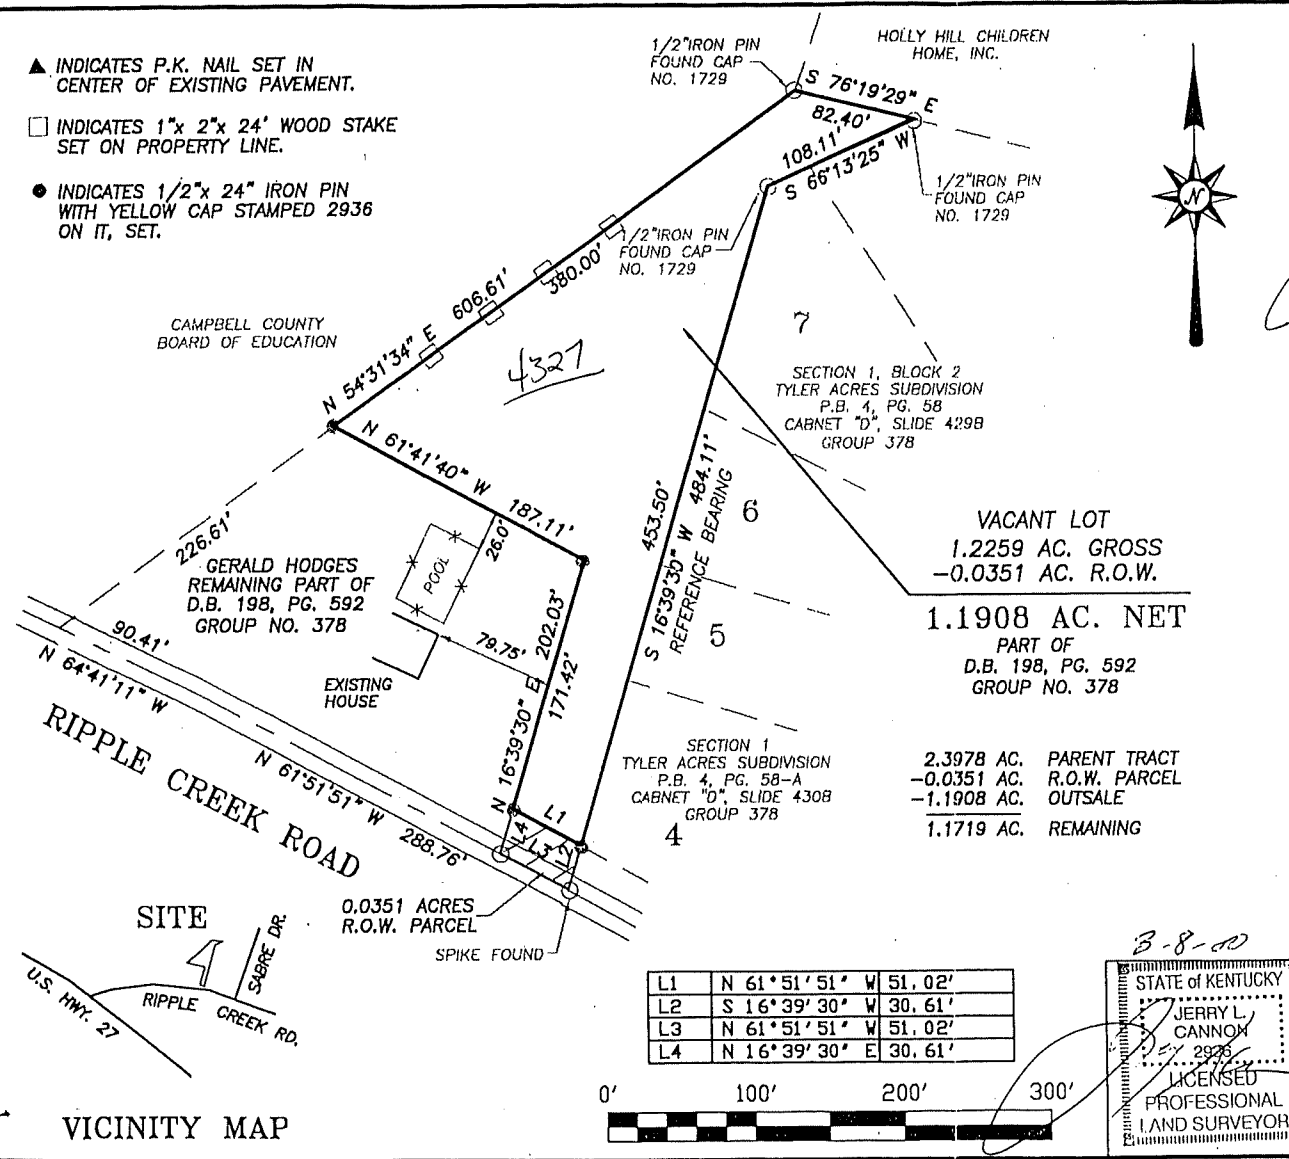 ▲ INDICATES P.K. NAIL SET IN
CENTER OF EXISTING PAVEMENT.
□ INDICATES 1"x 2"x 24' WOOD STAKE
SET ON PROPERTY LINE.
● INDICATES 1/2"x 24" IRON PIN
WITH YELLOW CAP STAMPED 2936
ON IT, SET.
1/2"IRON PIN
FOUND CAP
NO. 1729
HOLLY HILL CHILDREN
HOME, INC.
S 76°19'29" E
82.40'
108.11'
S 66°13'25" W
1/2"IRON PIN
FOUND CAP
NO. 1729
1/2"IRON PIN
FOUND CAP
NO. 1729
N
CAMPBELL COUNTY
BOARD OF EDUCATION
N 54°31'34" E 606.61'
380.00'
4327
7
SECTION 1, BLOCK 2
TYLER ACRES SUBDIVISION
P.B. 4, PG. 58
CABNET "D", SLIDE 429B
GROUP 378
N 61°41'40" W 187.11'
453.50'
S 16°39'30" W 484.11'
REFERENCE BEARING
6
5
VACANT LOT
1.2259 AC. GROSS
-0.0351 AC. R.O.W.
1.1908 AC. NET
PART OF
D.B. 198, PG. 592
GROUP NO. 378
226.61'
GERALD HODGES
REMAINING PART OF
D.B. 198, PG. 592
GROUP NO. 378
POOL
26.0'
79.75'
EXISTING
HOUSE
N 16°39'30" E 202.03'
171.42'
90.41'
N 64°41'11" W
N 61°51'51" W 288.76'
RIPPLE CREEK ROAD
SECTION 1
TYLER ACRES SUBDIVISION
P.B. 4, PG. 58-A
CABNET "D", SLIDE 430B
GROUP 378
4
2.3978 AC. PARENT TRACT
-0.0351 AC. R.O.W. PARCEL
-1.1908 AC. OUTSALE
1.1719 AC. REMAINING
L1
L4
L3
L2
0.0351 ACRES
R.O.W. PARCEL
SPIKE FOUND
SITE
SABRE DR.
U.S. HWY. 27
RIPPLE CREEK RD.
VICINITY MAP
L1 N 61°51'51" W 51.02'
L2 S 16°39'30" W 30.61'
L3 N 61°51'51" W 51.02'
L4 N 16°39'30" E 30.61'
0' 100' 200' 300'
3-8-00
STATE of KENTUCKY
JERRY L.
CANNON
2936
LICENSED
PROFESSIONAL
LAND SURVEYOR